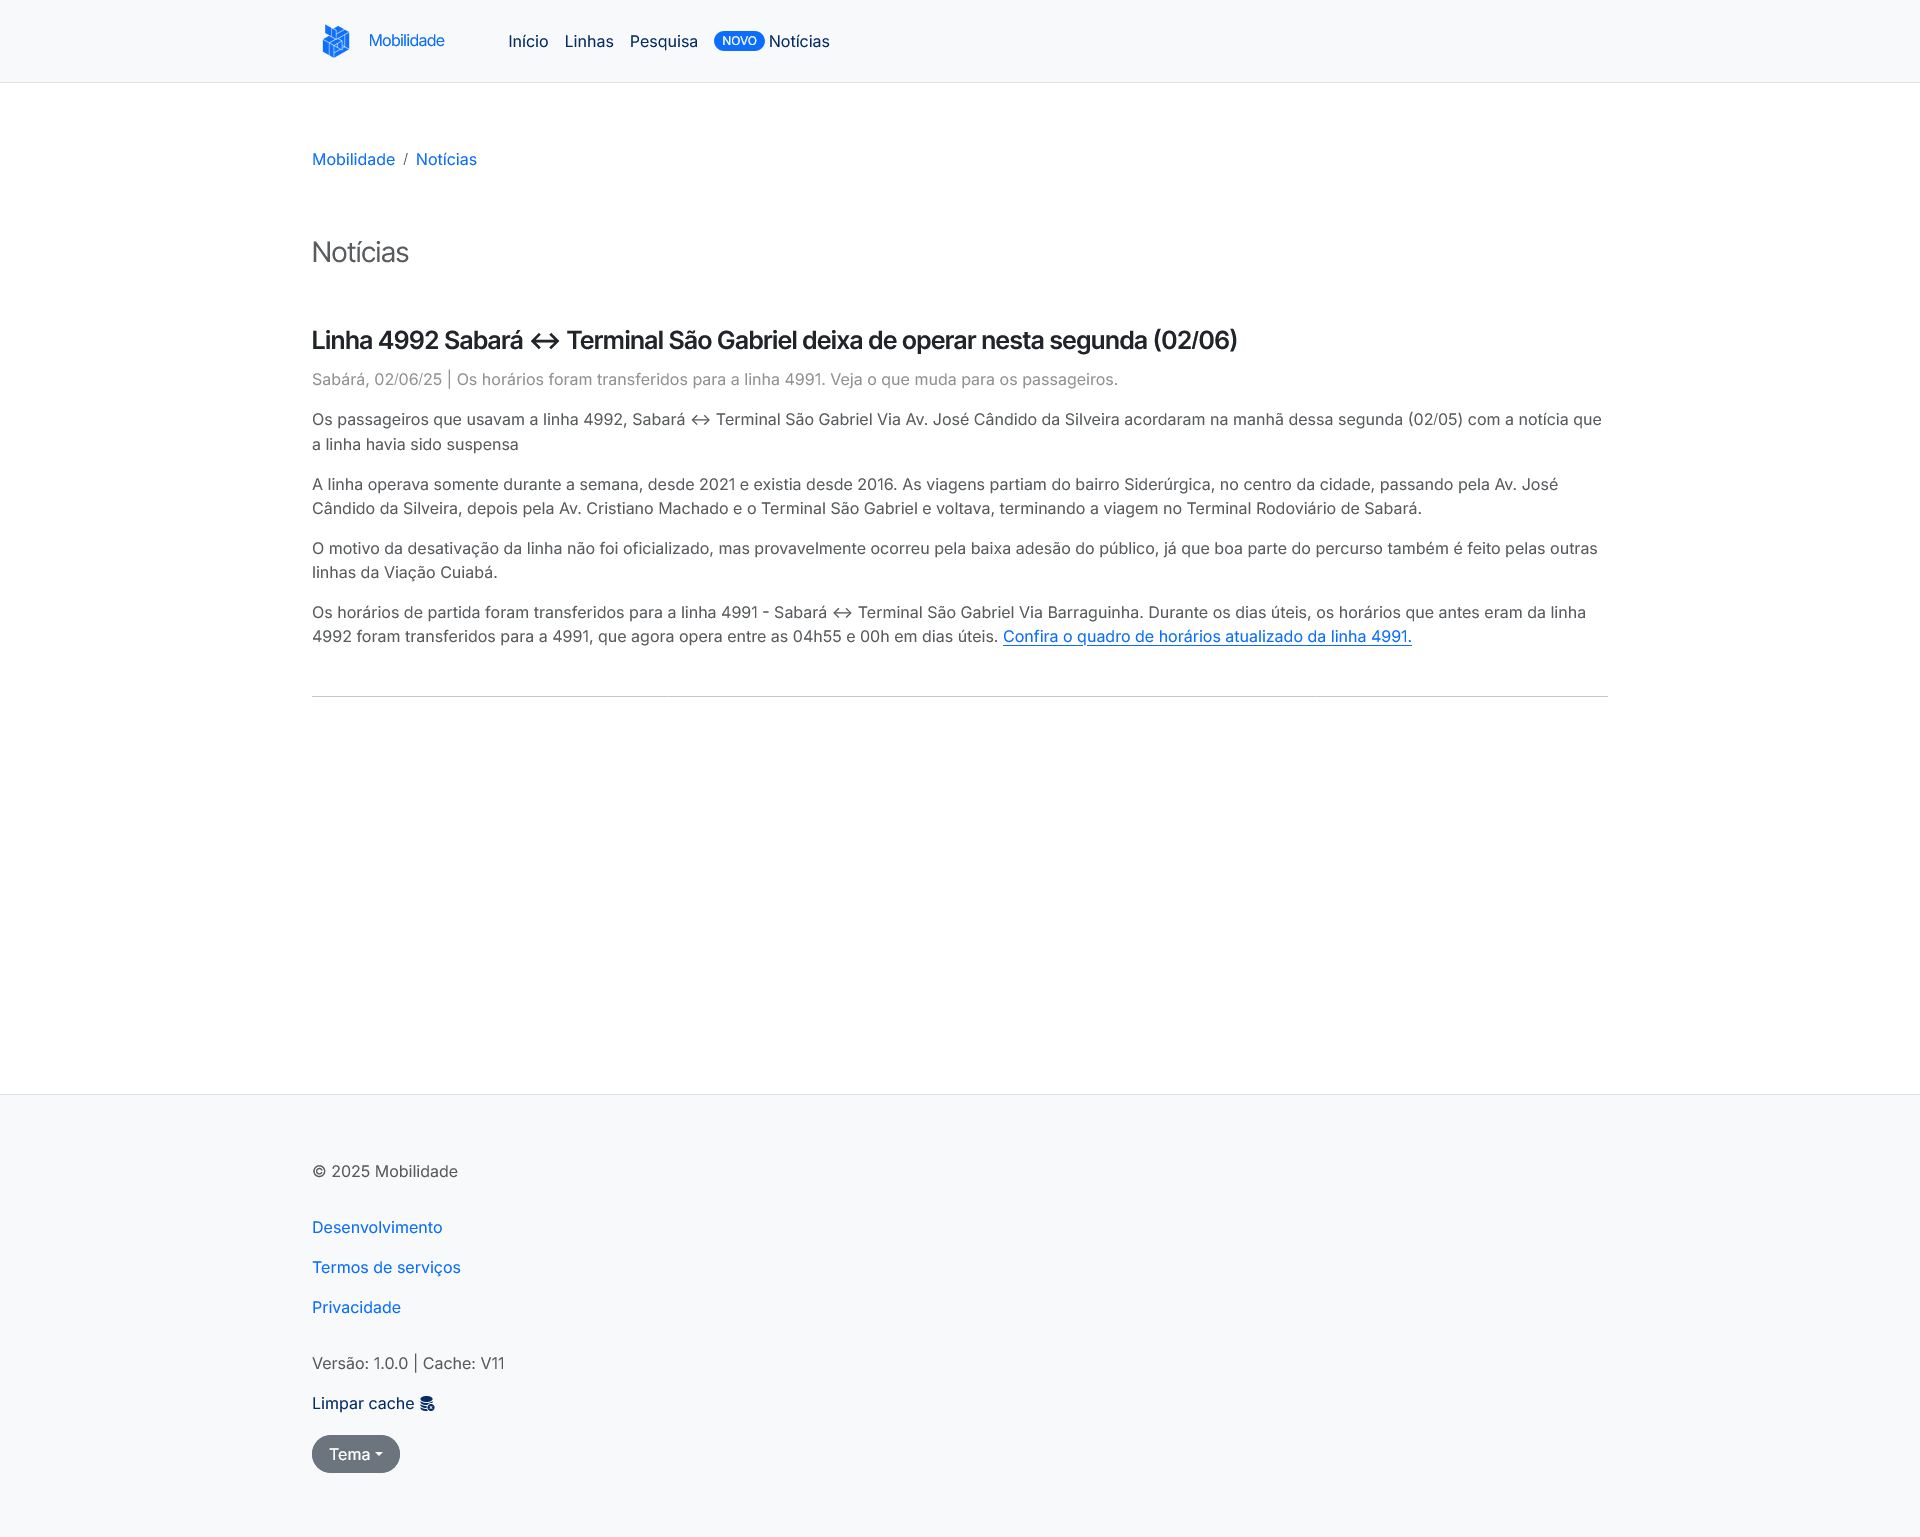 Mobilidade
Início Linhas Pesquisa NOVO Notícias
Mobilidade / Notícias
Notícias
Linha 4992 Sabará <-> Terminal São Gabriel deixa de operar nesta segunda (02/06)
Sabárá, 02/06/25 | Os horários foram transferidos para a linha 4991. Veja o que muda para os passageiros.
Os passageiros que usavam a linha 4992, Sabará <-> Terminal São Gabriel Via Av. José Cândido da Silveira acordaram na manhã dessa segunda (02/05) com a notícia que
a linha havia sido suspensa
A linha operava somente durante a semana, desde 2021 e existia desde 2016. As viagens partiam do bairro Siderúrgica, no centro da cidade, passando pela Av. José
Cândido da Silveira, depois pela Av. Cristiano Machado e o Terminal São Gabriel e voltava, terminando a viagem no Terminal Rodoviário de Sabará.
O motivo da desativação da linha não foi oficializado, mas provavelmente ocorreu pela baixa adesão do público, já que boa parte do percurso também é feito pelas outras
linhas da Viação Cuiabá.
Os horários de partida foram transferidos para a linha 4991 - Sabará <-> Terminal São Gabriel Via Barraguinha. Durante os dias úteis, os horários que antes eram da linha
4992 foram transferidos para a 4991, que agora opera entre as 04h55 e 00h em dias úteis. Confira o quadro de horários atualizado da linha 4991.
© 2025 Mobilidade
Desenvolvimento
Termos de serviços
Privacidade
Versão: 1.0.0 | Cache: V11
Limpar cache
Tema